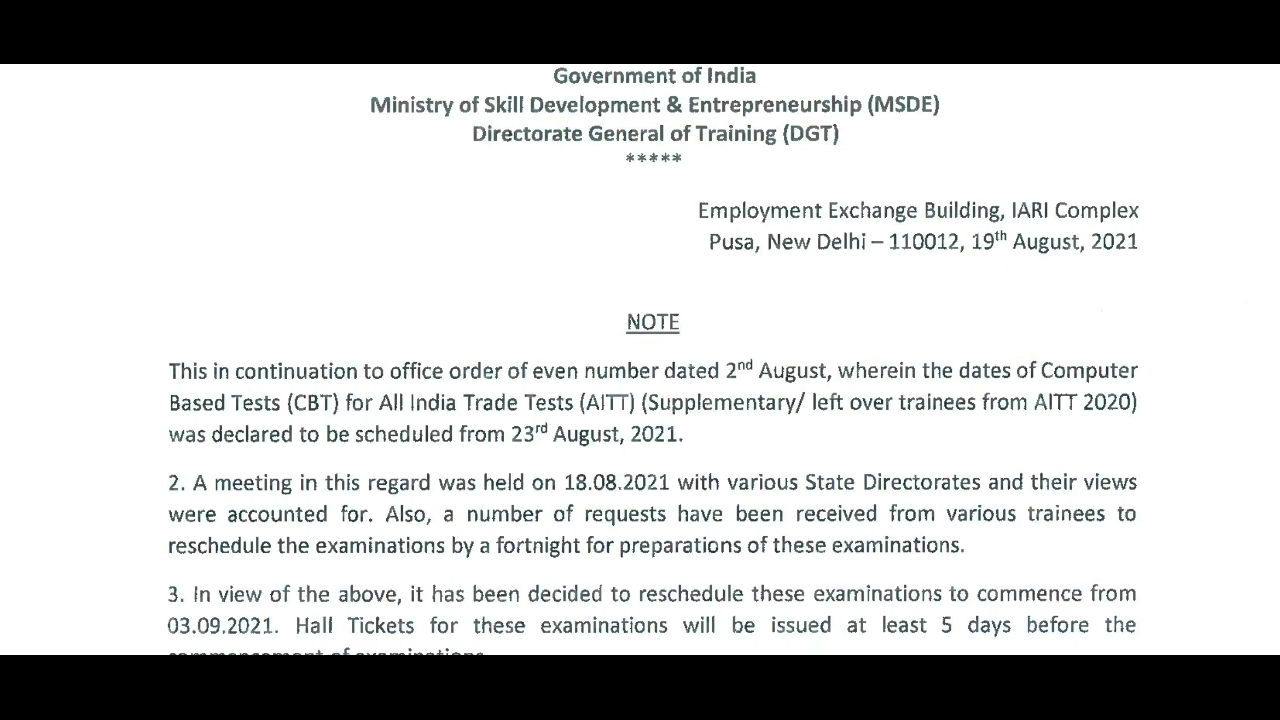 Government of India
Ministry of Skill Development & Entrepreneurship (MSDE)
Directorate General of Training (DGT)
*****
Employment Exchange Building, IARI Complex
Pusa, New Delhi – 110012, 19th August, 2021
NOTE
This in continuation to office order of even number dated 2nd August, wherein the dates of Computer
Based Tests (CBT) for All India Trade Tests (AITT) (Supplementary/ left over trainees from AITT 2020)
was declared to be scheduled from 23rd August, 2021.
2. A meeting in this regard was held on 18.08.2021 with various State Directorates and their views
were accounted for. Also, a number of requests have been received from various trainees to
reschedule the examinations by a fortnight for preparations of these examinations.
3. In view of the above, it has been decided to reschedule these examinations to commence from
03.09.2021. Hall Tickets for these examinations will be issued at least 5 days before the
commencement of examinations.